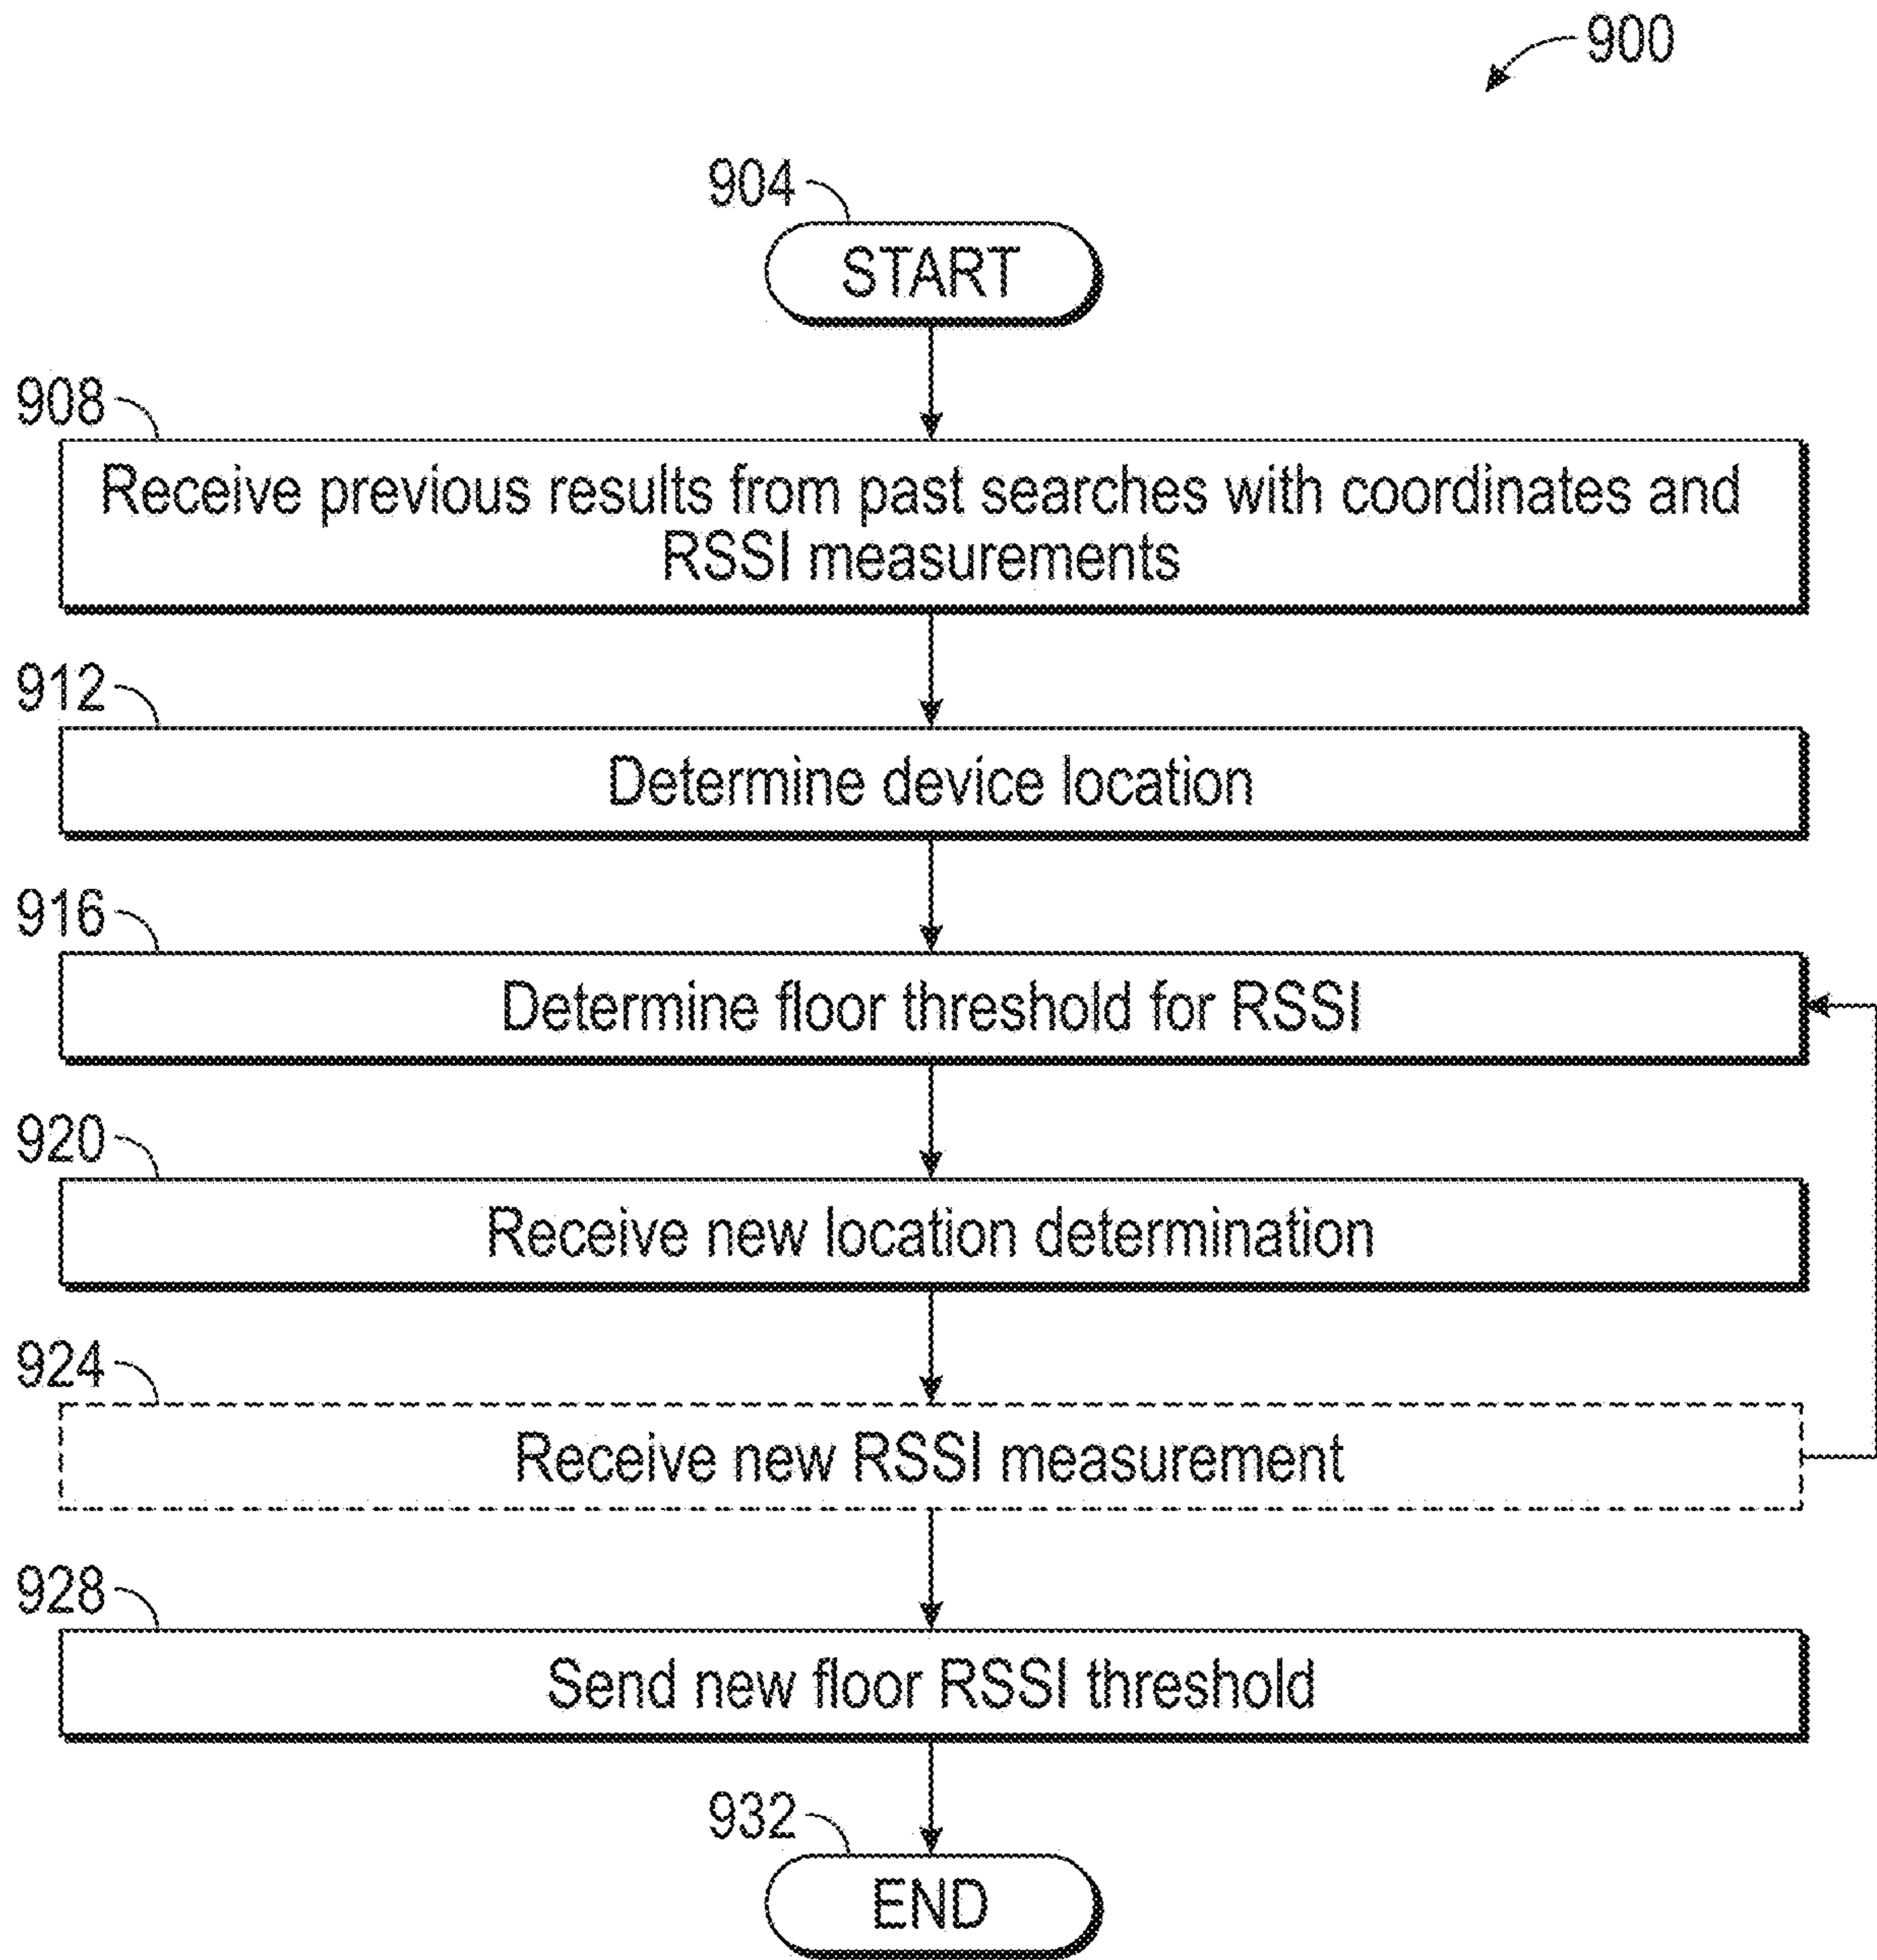 900
904
START
908
Receive previous results from past searches with coordinates and
RSSI measurements
912
Determine device location
916
Determine floor threshold for RSSI
920
Receive new location determination
924
Receive new RSSI measurement
928
Send new floor RSSI threshold
932
END